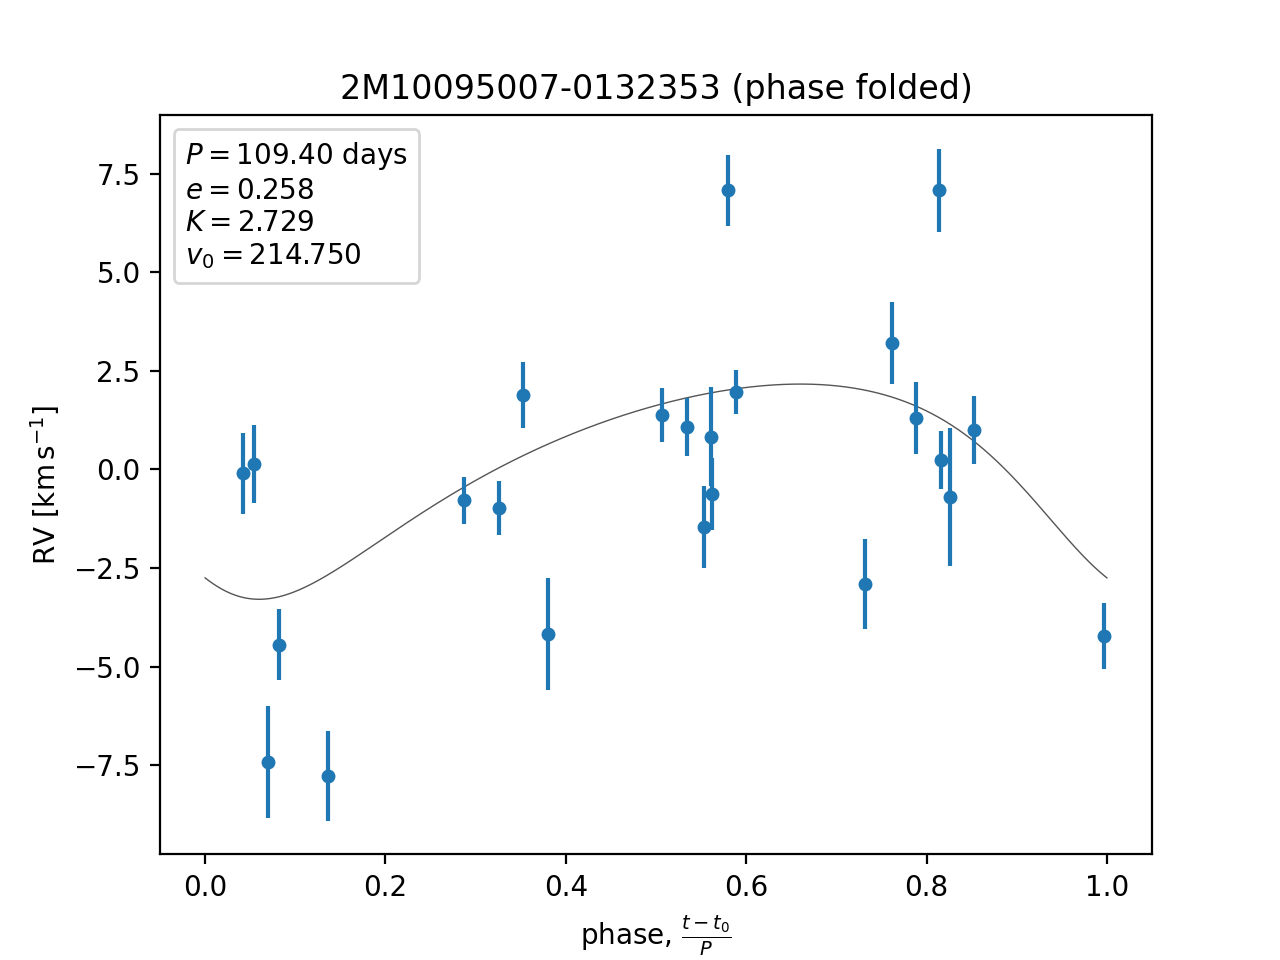 2M10095007-0132353 (phase folded)
P = 109.40 days
e = 0.258
K = 2.729
v₀ = 214.750
7.5
5.0
2.5
0.0
−2.5
−5.0
−7.5
RV [km s⁻¹]
0.0 0.2 0.4 0.6 0.8 1.0
phase, (t − t₀)/P